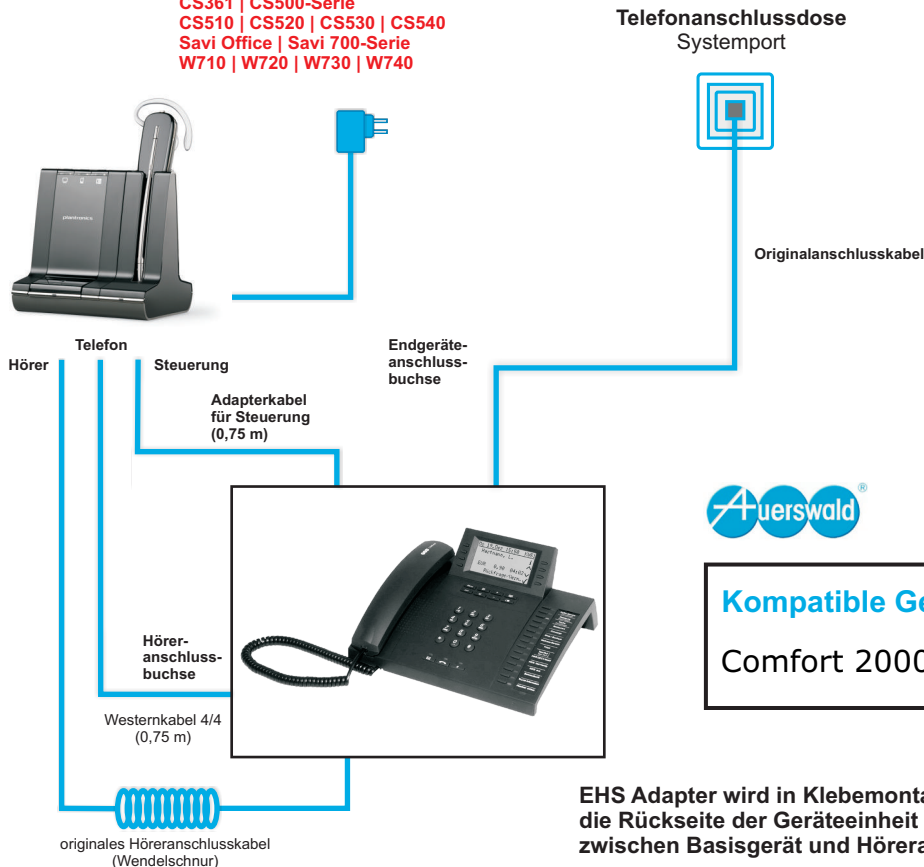 CS361 | CS500-Serie
CS510 | CS520 | CS530 | CS540
Savi Office | Savi 700-Serie
W710 | W720 | W730 | W740
Telefonanschlussdose
Systemport
plantronics
Originalanschlusskabel
Telefon
Hörer
Steuerung
Endgeräte-
anschluss-
buchse
Adapterkabel
für Steuerung
(0,75 m)
Auerswald®
Kompatible Ge
Comfort 2000
Hörer-
anschluss-
buchse
Westernkabel 4/4
(0,75 m)
EHS Adapter wird in Klebemonta
die Rückseite der Geräteeinheit
zwischen Basisgerät und Hörera
originales Höreranschlusskabel
(Wendelschnur)